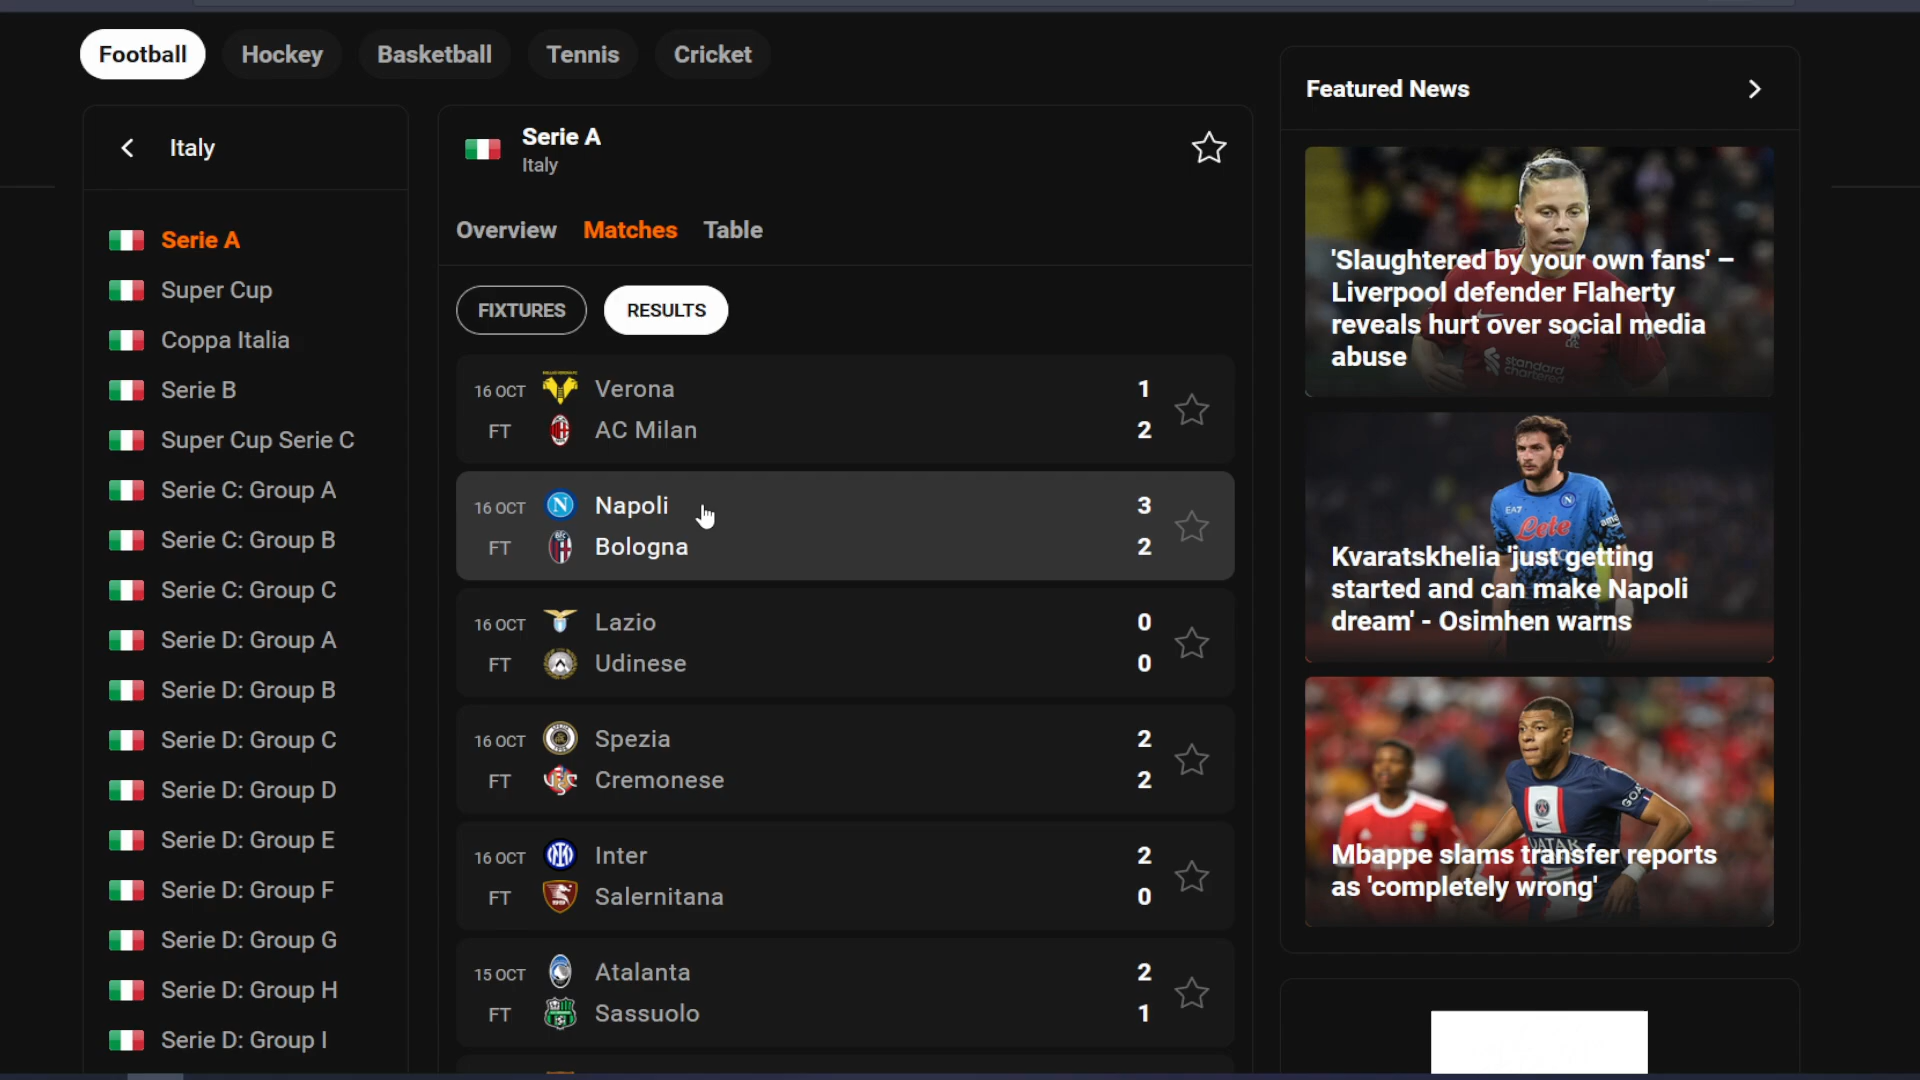 Football
Hockey
Basketball
Tennis
Cricket
Italy
Serie A
Super Cup
Coppa Italia
Serie B
Super Cup Serie C
Serie C: Group A
Serie C: Group B
Serie C: Group C
Serie D: Group A
Serie D: Group B
Serie D: Group C
Serie D: Group D
Serie D: Group E
Serie D: Group F
Serie D: Group G
Serie D: Group H
Serie D: Group I
Serie A
Italy
Overview Matches Table
FIXTURES RESULTS
16 OCT Verona 1
FT AC Milan 2
16 OCT Napoli 3
FT Bologna 2
16 OCT Lazio 0
FT Udinese 0
16 OCT Spezia 2
FT Cremonese 2
16 OCT Inter 2
FT Salernitana 0
15 OCT Atalanta 2
FT Sassuolo 1
Featured News
'Slaughtered by your own fans' –
Liverpool defender Flaherty
reveals hurt over social media
abuse
standard
chartered
EA7
Lete
Kvaratskhelia 'just getting
started and can make Napoli
dream' - Osimhen warns
GOA
QATAR
Mbappe slams transfer reports
as 'completely wrong'